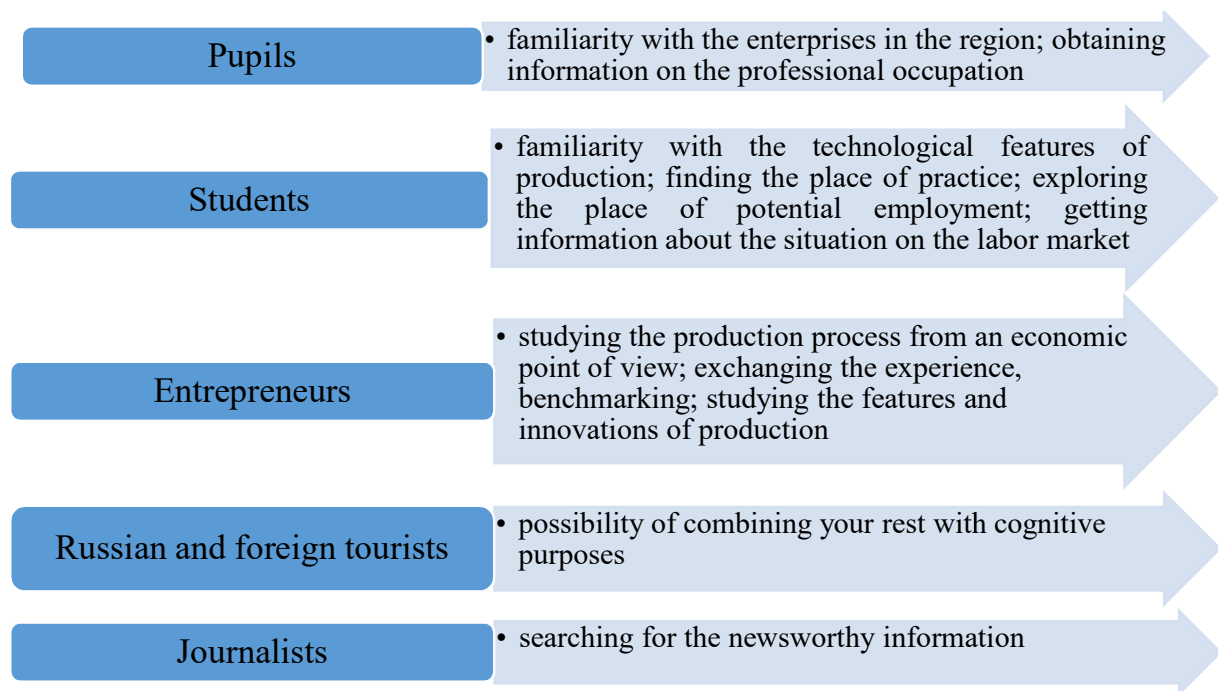 Pupils
• familiarity with the enterprises in the region; obtaining
information on the professional occupation
Students
• familiarity with the technological features of
production; finding the place of practice; exploring
the place of potential employment; getting
information about the situation on the labor market
Entrepreneurs
• studying the production process from an economic
point of view; exchanging the experience,
benchmarking; studying the features and
innovations of production
Russian and foreign tourists
• possibility of combining your rest with cognitive
purposes
Journalists
• searching for the newsworthy information